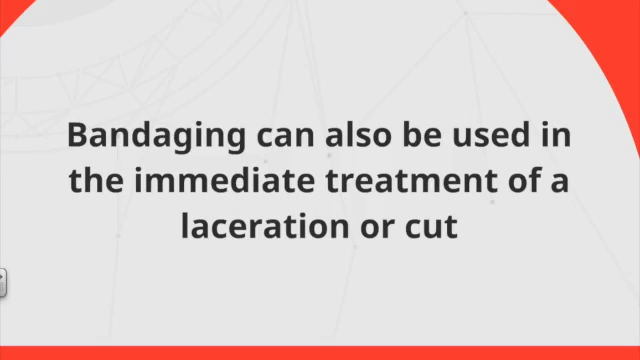 Bandaging can also be used in
the immediate treatment of a
laceration or cut